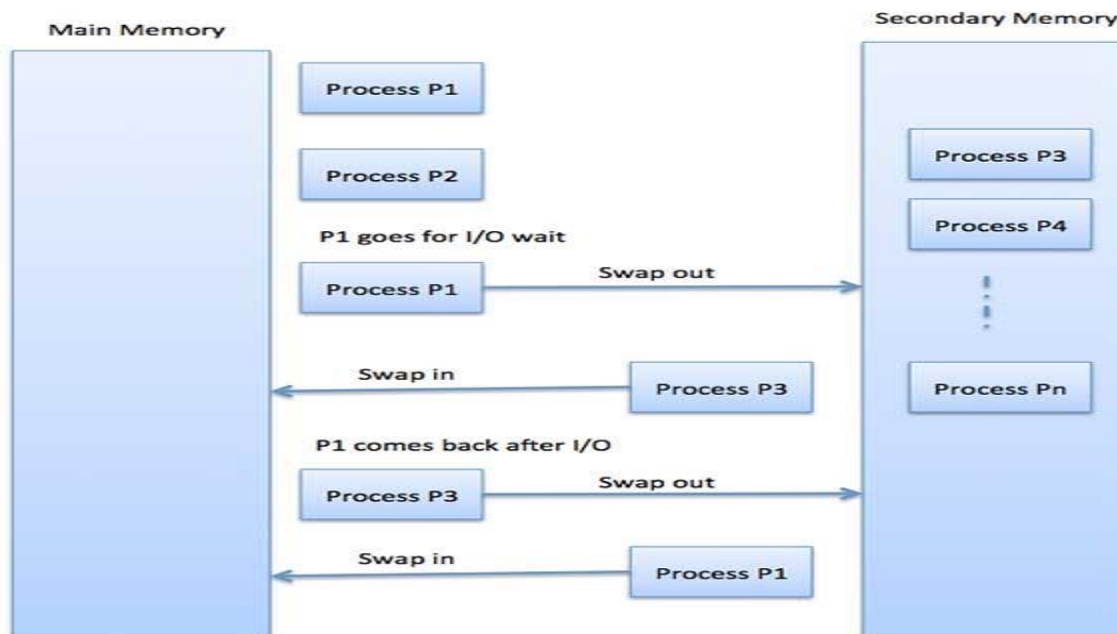 Main Memory
Secondary Memory
Process P1
Process P2
Process P3
Process P4
P1 goes for I/O wait
Process P1
Swap out
Swap in
Process P3
Process Pn
P1 comes back after I/O
Process P3
Swap out
Swap in
Process P1